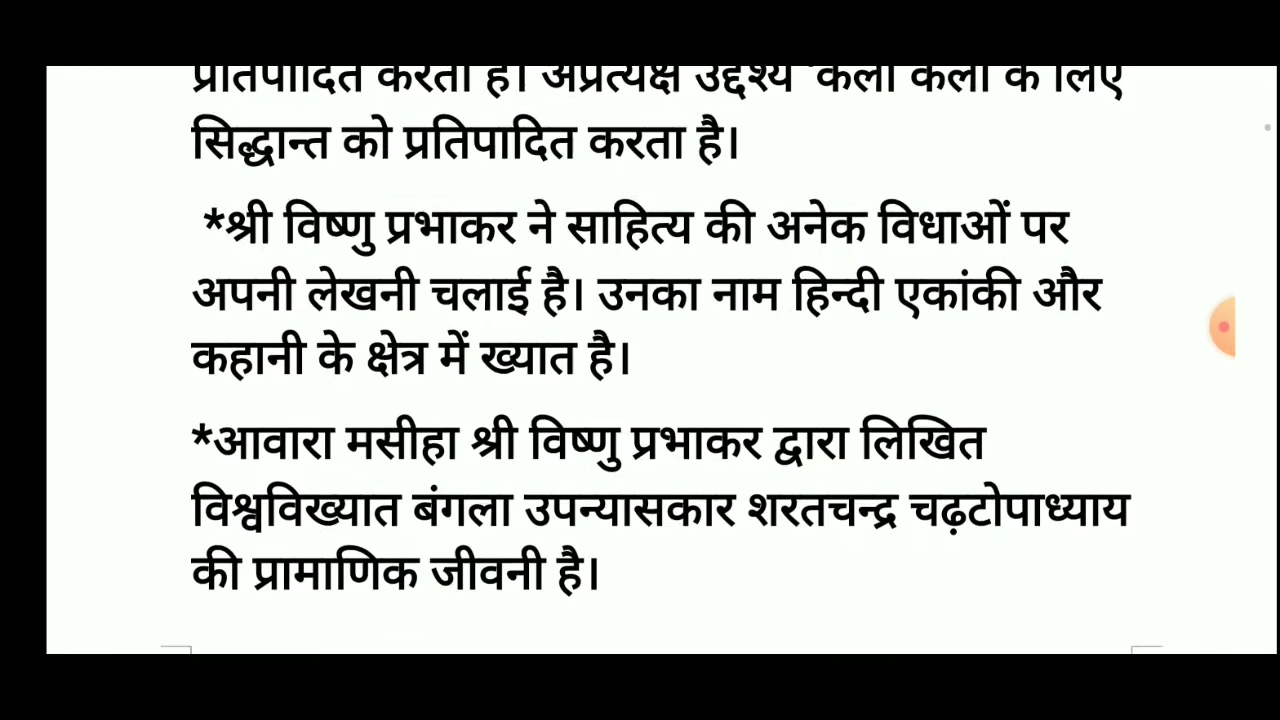 प्रतिपादित करता है। अप्रत्यक्ष उद्देश्य 'कला कला के लिए
सिद्धान्त को प्रतिपादित करता है।
*श्री विष्णु प्रभाकर ने साहित्य की अनेक विधाओं पर
अपनी लेखनी चलाई है। उनका नाम हिन्दी एकांकी और
कहानी के क्षेत्र में ख्यात है।
*आवारा मसीहा श्री विष्णु प्रभाकर द्वारा लिखित
विश्वविख्यात बंगला उपन्यासकार शरतचन्द्र चढ़टोपाध्याय
की प्रामाणिक जीवनी है।